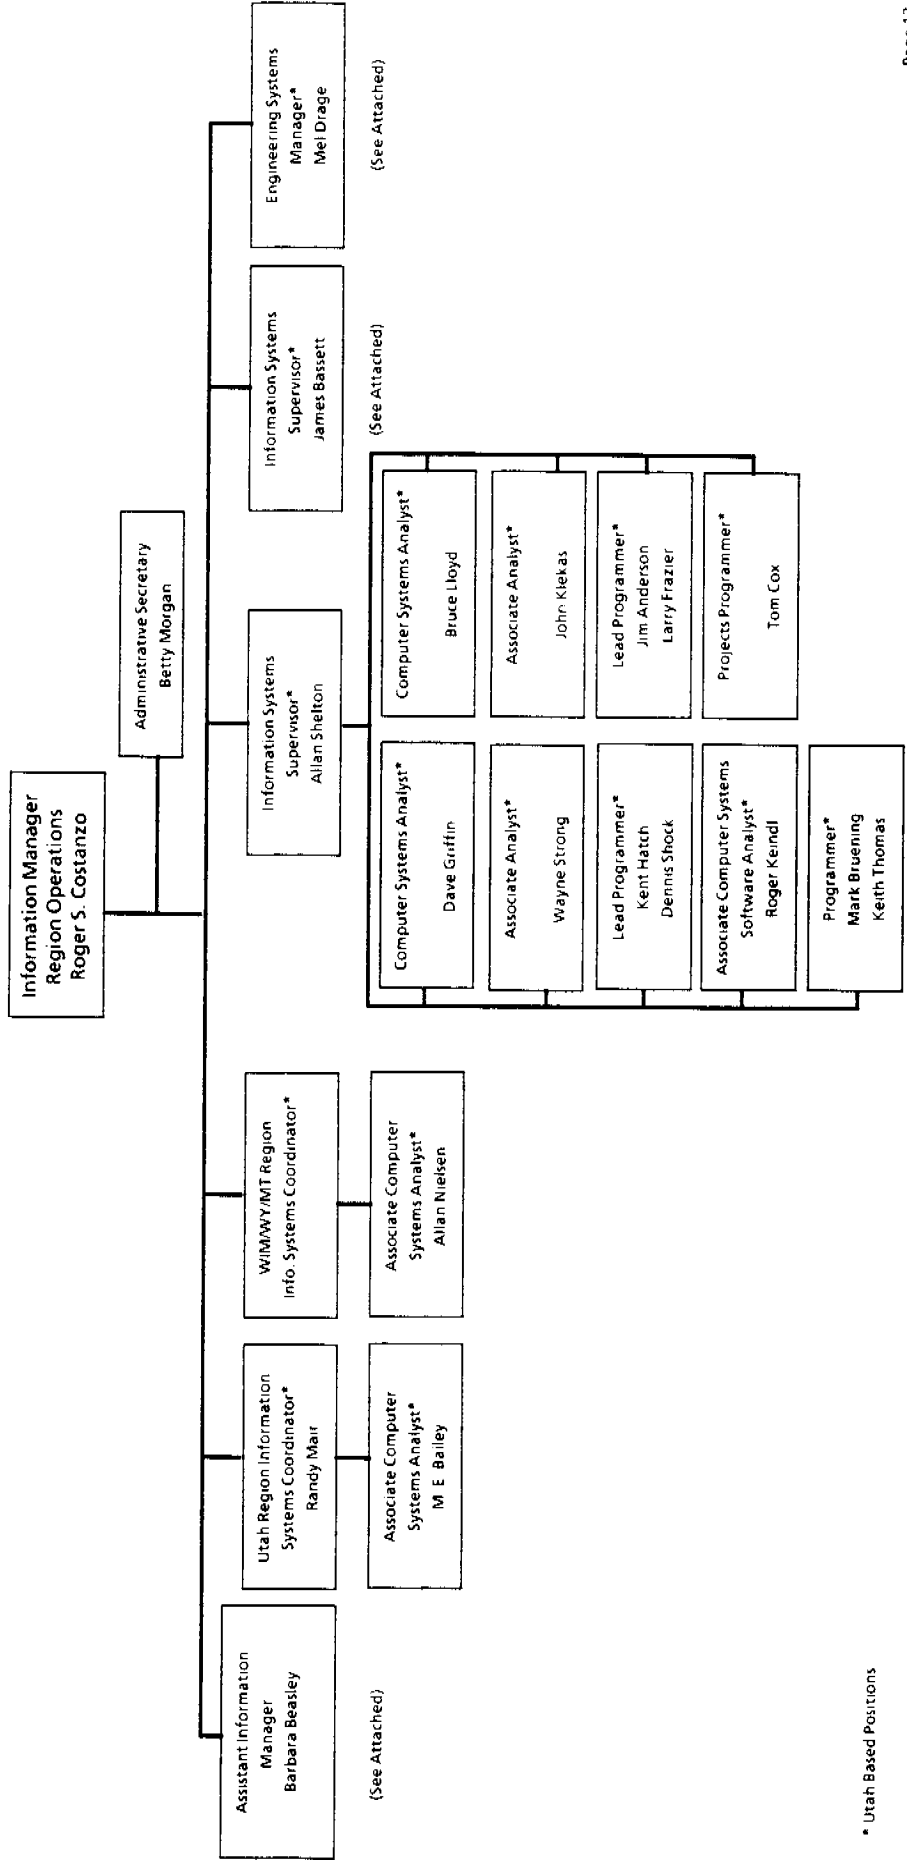 Information Manager
Region Operations
Roger S. Costanzo
Administrative Secretary
Betty Morgan
Assistant Information
Manager
Barbara Beasley
(See Attached)
Utah Region Information
Systems Coordinator*
Randy Mair
Associate Computer
Systems Analyst*
M E Bailey
WIM/WY/MT Region
Info. Systems Coordinator*
Associate Computer
Systems Analyst*
Allan Nielsen
Information Systems
Supervisor*
Allan Shelton
Computer Systems Analyst*
Dave Griffin
Associate Analyst*
Wayne Strong
Lead Programmer*
Kent Hatch
Dennis Shock
Associate Computer Systems
Software Analyst*
Roger Keindl
Programmer*
Mark Bruening
Keith Thomas
Computer Systems Analyst*
Bruce Lloyd
Associate Analyst*
John Klekas
Lead Programmer*
Jim Anderson
Larry Frazier
Projects Programmer*
Tom Cox
Information Systems
Supervisor*
James Bassett
(See Attached)
Engineering Systems
Manager*
Mel Drage
(See Attached)
* Utah Based Positions